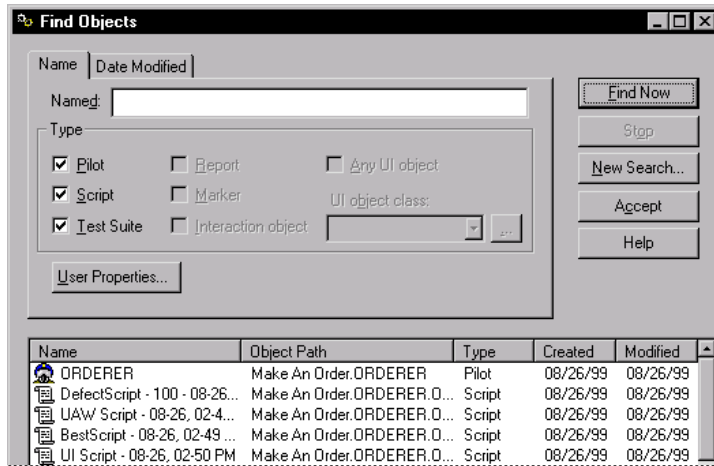 Find Objects
Name
Date Modified
Named:
Find Now
Type
Stop
Pilot
Report
Any UI object
New Search...
Script
Marker
UI object class:
Accept
Test Suite
Interaction object
...
Help
User Properties...
Name Object Path Type Created Modified
ORDERER Make An Order.ORDERER Pilot 08/26/99 08/26/99
DefectScript - 100 - 08-26... Make An Order.ORDERER.O... Script 08/26/99 08/26/99
UAW Script - 08-26, 02-4... Make An Order.ORDERER.O... Script 08/26/99 08/26/99
BestScript - 08-26, 02-49 ... Make An Order.ORDERER.O... Script 08/26/99 08/26/99
UI Script - 08-26, 02-50 PM Make An Order.ORDERER.O... Script 08/26/99 08/26/99